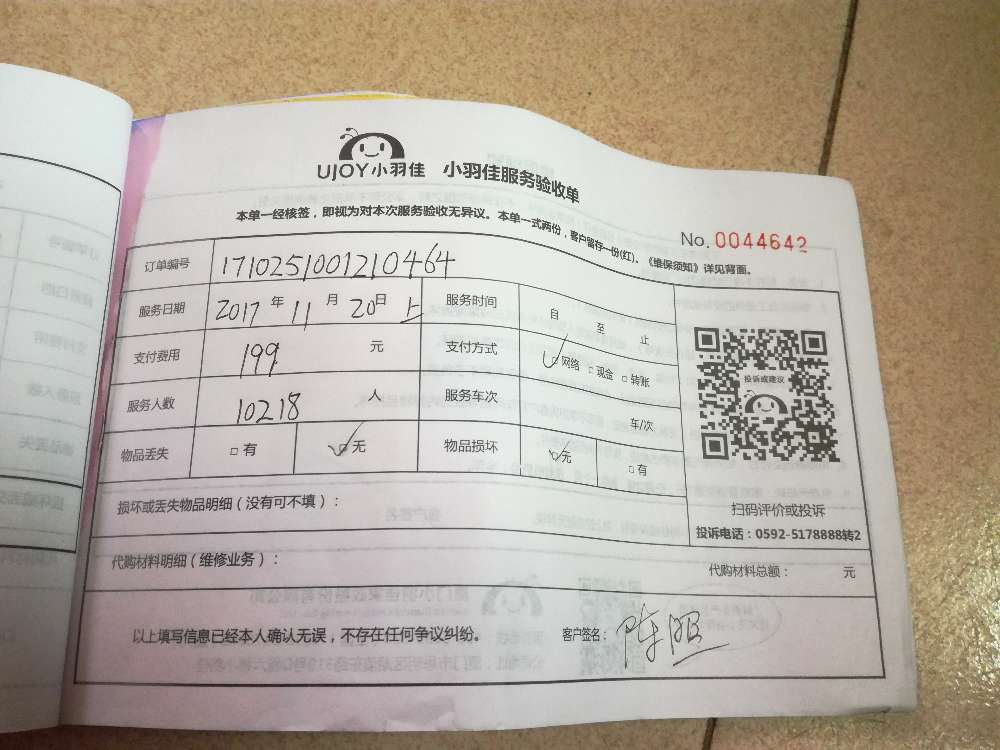 UJOY小羽佳 小羽佳服务验收单
本单一经核签，即视为对本次服务验收无异议。本单一式两份，客户留存一份(红)。《维保须知》详见背面。
No. 0044642
订单编号 1710251001210464
服务日期 2017 年 11 月 20 日 上 服务时间 自 至 止
支付费用 199 元 支付方式 □网络 □现金 □转账
服务人数 10218 人 服务车次 车/次
物品丢失 □有 □无 物品损坏 □无 □有
投诉或建议
扫码评价或投诉
投诉电话：0592-5178888转2
损坏或丢失物品明细（没有可不填）：
代购材料明细（维修业务）：
代购材料总额： 元
以上填写信息已经本人确认无误，不存在任何争议纠纷。 客户签名：